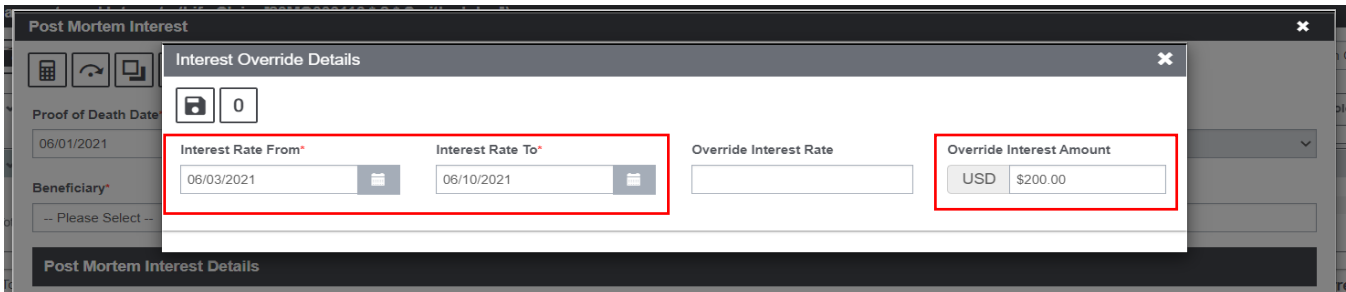 Post Mortem Interest
Interest Override Details
0
Proof of Death Date
06/01/2021
Interest Rate From*
Interest Rate To*
Override Interest Rate
Override Interest Amount
06/03/2021
06/10/2021
USD
$200.00
Beneficiary*
-- Please Select --
Post Mortem Interest Details